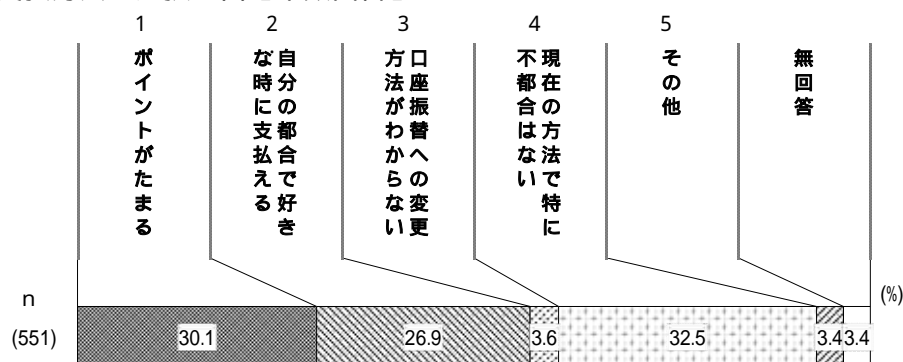 1 2 3 4 5
ポイントがたまる
自分の都合で好き
な時に支払える
口座振替への変更
方法がわからない
現在の方法で特に
不都合はない
その他
無回答
n (%)
(551) 30.1 26.9 3.6 32.5 3.4 3.4